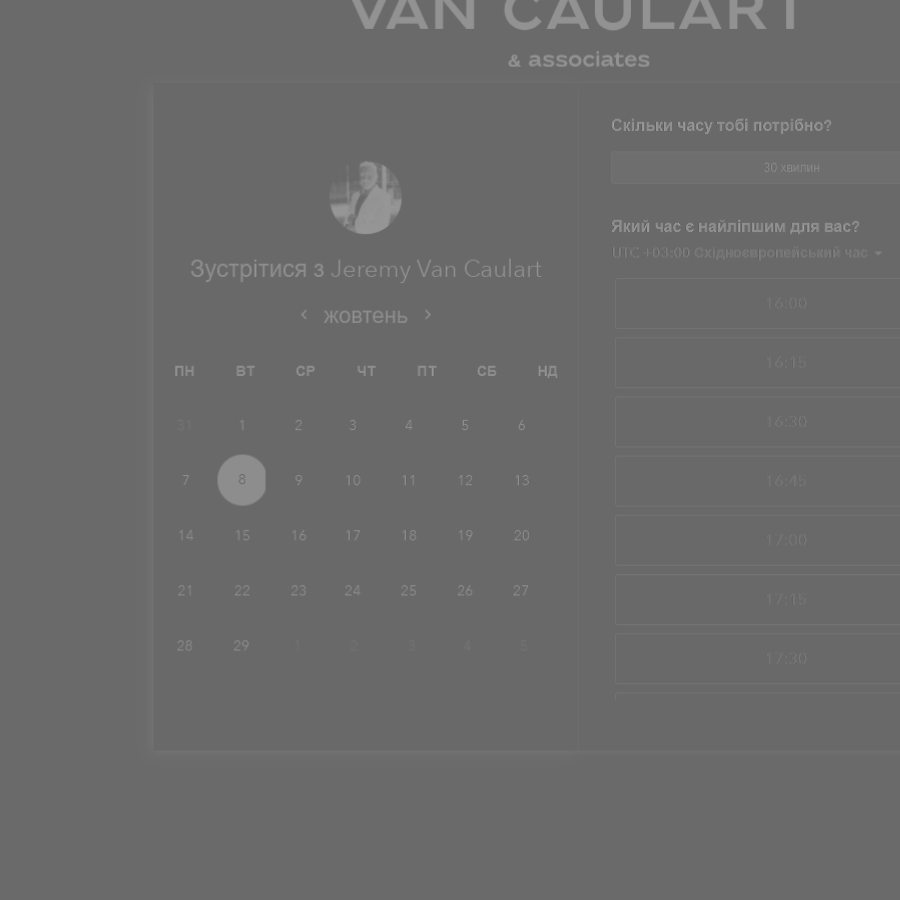 VAN CAULART
& associates
Зустрітися з Jeremy Van Caulart
жовтень
ПН ВТ СР ЧТ ПТ СБ НД
31 1 2 3 4 5 6
7 8 9 10 11 12 13
14 15 16 17 18 19 20
21 22 23 24 25 26 27
28 29 1 2 3 4 5
Скільки часу тобі потрібно?
30 хвилин
Який час є найліпшим для вас?
UTC +03:00 Східноєвропейський час
16:00
16:15
16:30
16:45
17:00
17:15
17:30